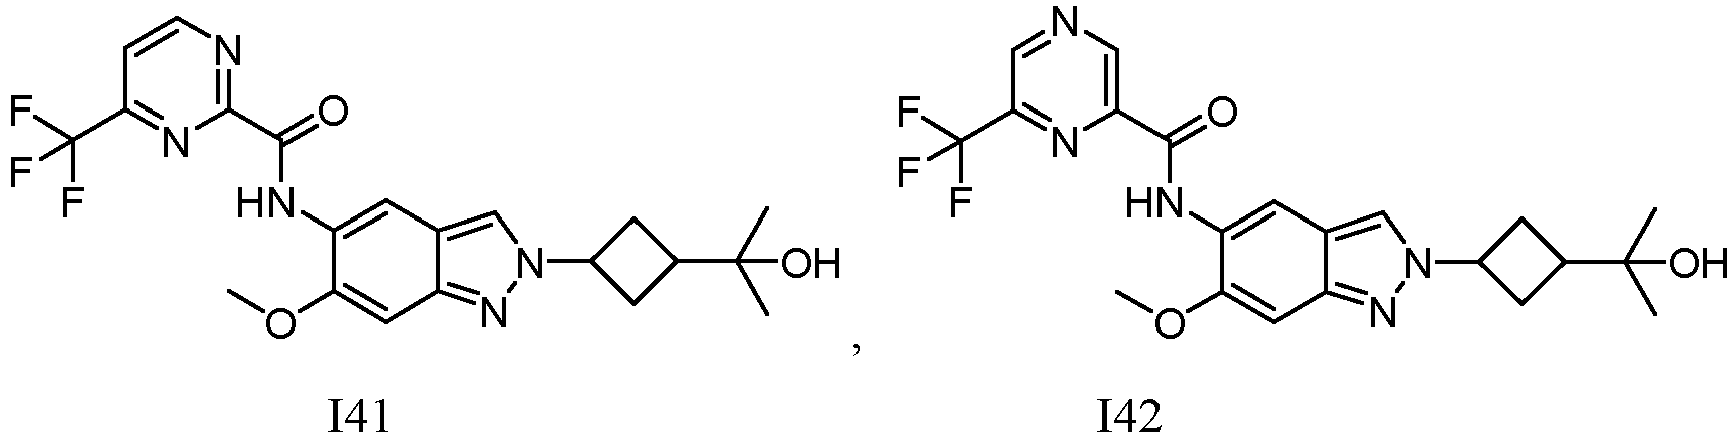 N N
F O N O
F N F N
F HN F HN
F F
N OH N OH
O N , O N
I41 I42